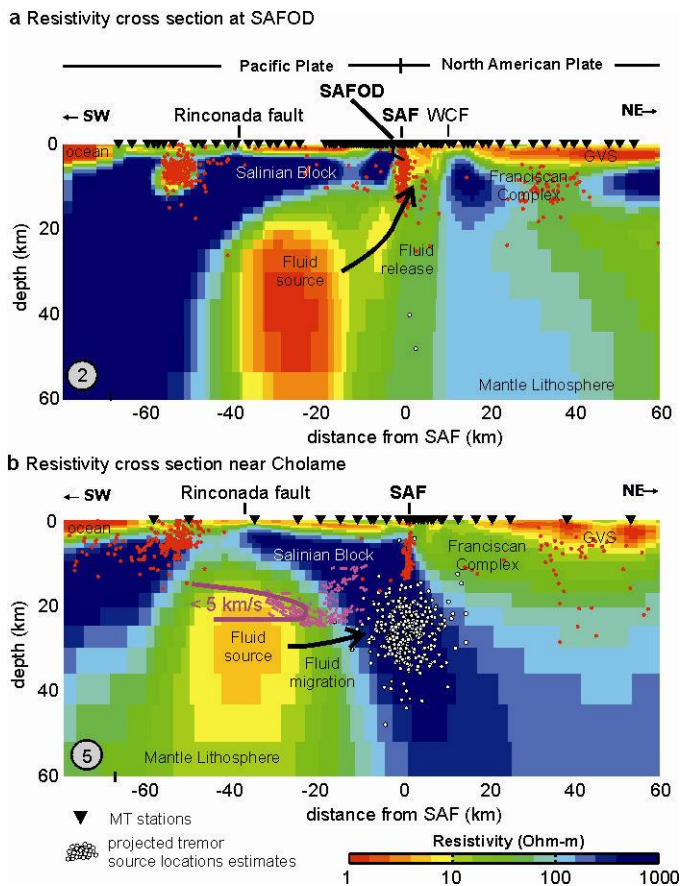 a Resistivity cross section at SAFOD
Pacific Plate North American Plate
SAFOD
← SW Rinconada fault SAF WCF NE→
ocean GVS
Salinian Block Franciscan
Complex
Fluid
source
Fluid
release
Mantle Lithosphere
2
0
20
40
60
depth (km)
-60 -40 -20 0 20 40 60
distance from SAF (km)
b Resistivity cross section near Cholame
← SW Rinconada fault SAF NE→
ocean GVS
Salinian Block Franciscan
Complex
< 5 km/s
Fluid
source
Fluid
migration
Mantle Lithosphere
5
0
20
40
60
depth (km)
-60 -40 -20 0 20 40 60
distance from SAF (km)
MT stations
projected tremor
source locations estimates
Resistivity (Ohm-m)
1 10 100 1000